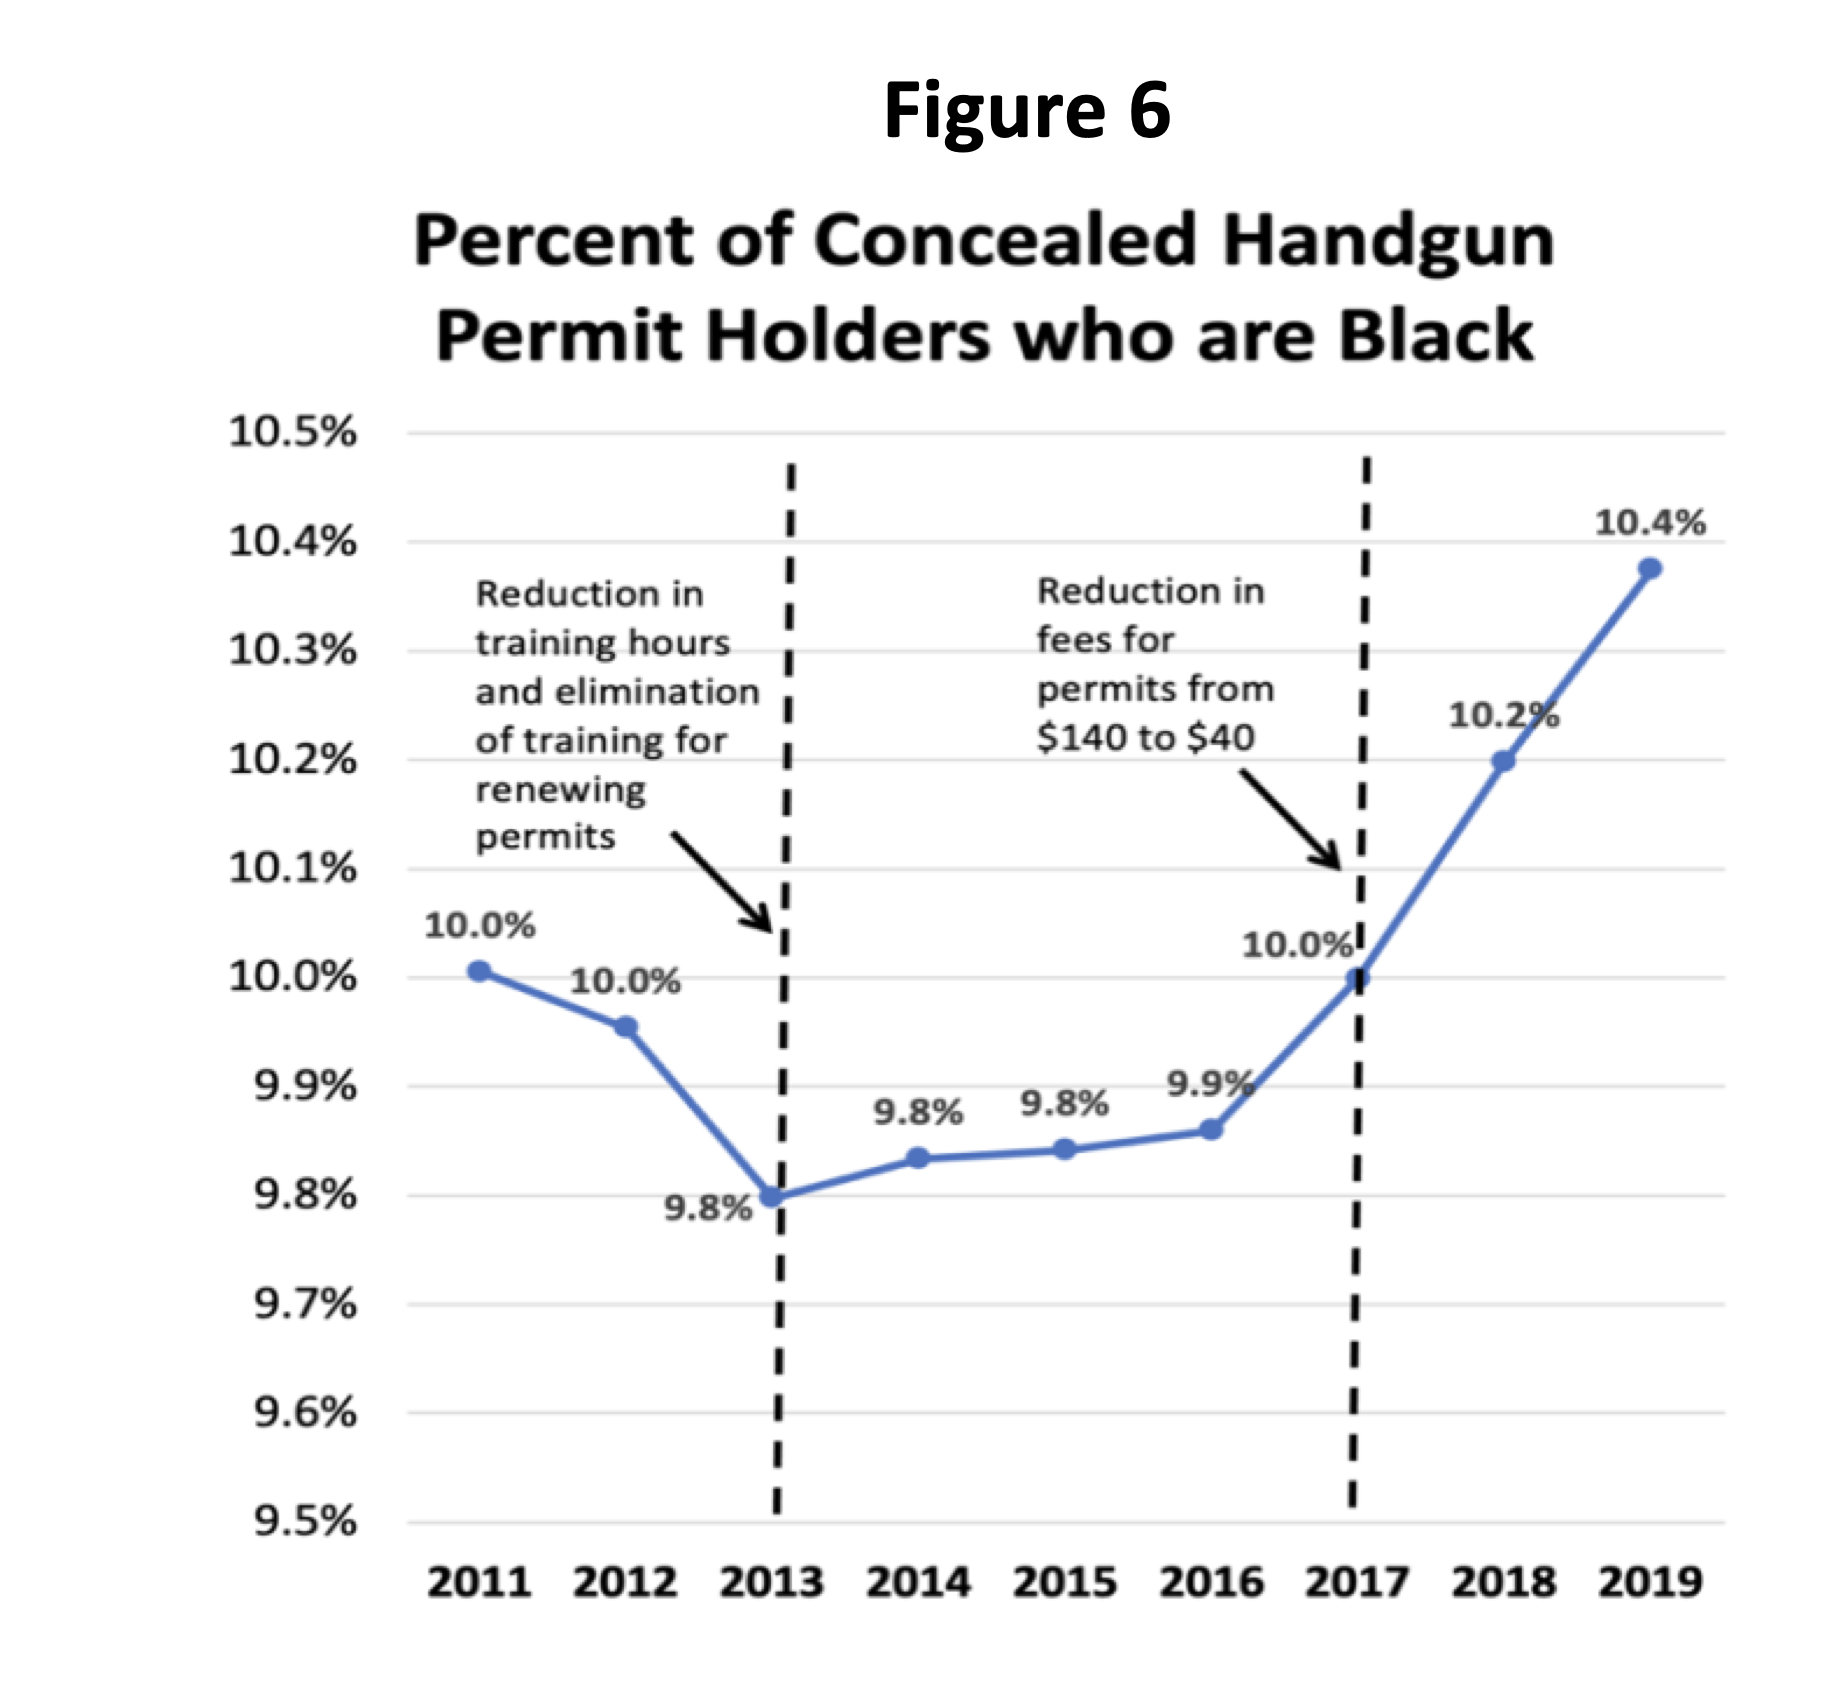 Figure 6
Percent of Concealed Handgun
Permit Holders who are Black
10.5%
10.4%
10.3%
10.2%
10.1%
10.0%
9.9%
9.8%
9.7%
9.6%
9.5%
Reduction in
training hours
and elimination
of training for
renewing
permits
Reduction in
fees for
permits from
$140 to $40
10.0%
10.0%
9.8%
9.8%
9.8%
9.9%
10.0%
10.2%
10.4%
2011 2012 2013 2014 2015 2016 2017 2018 2019